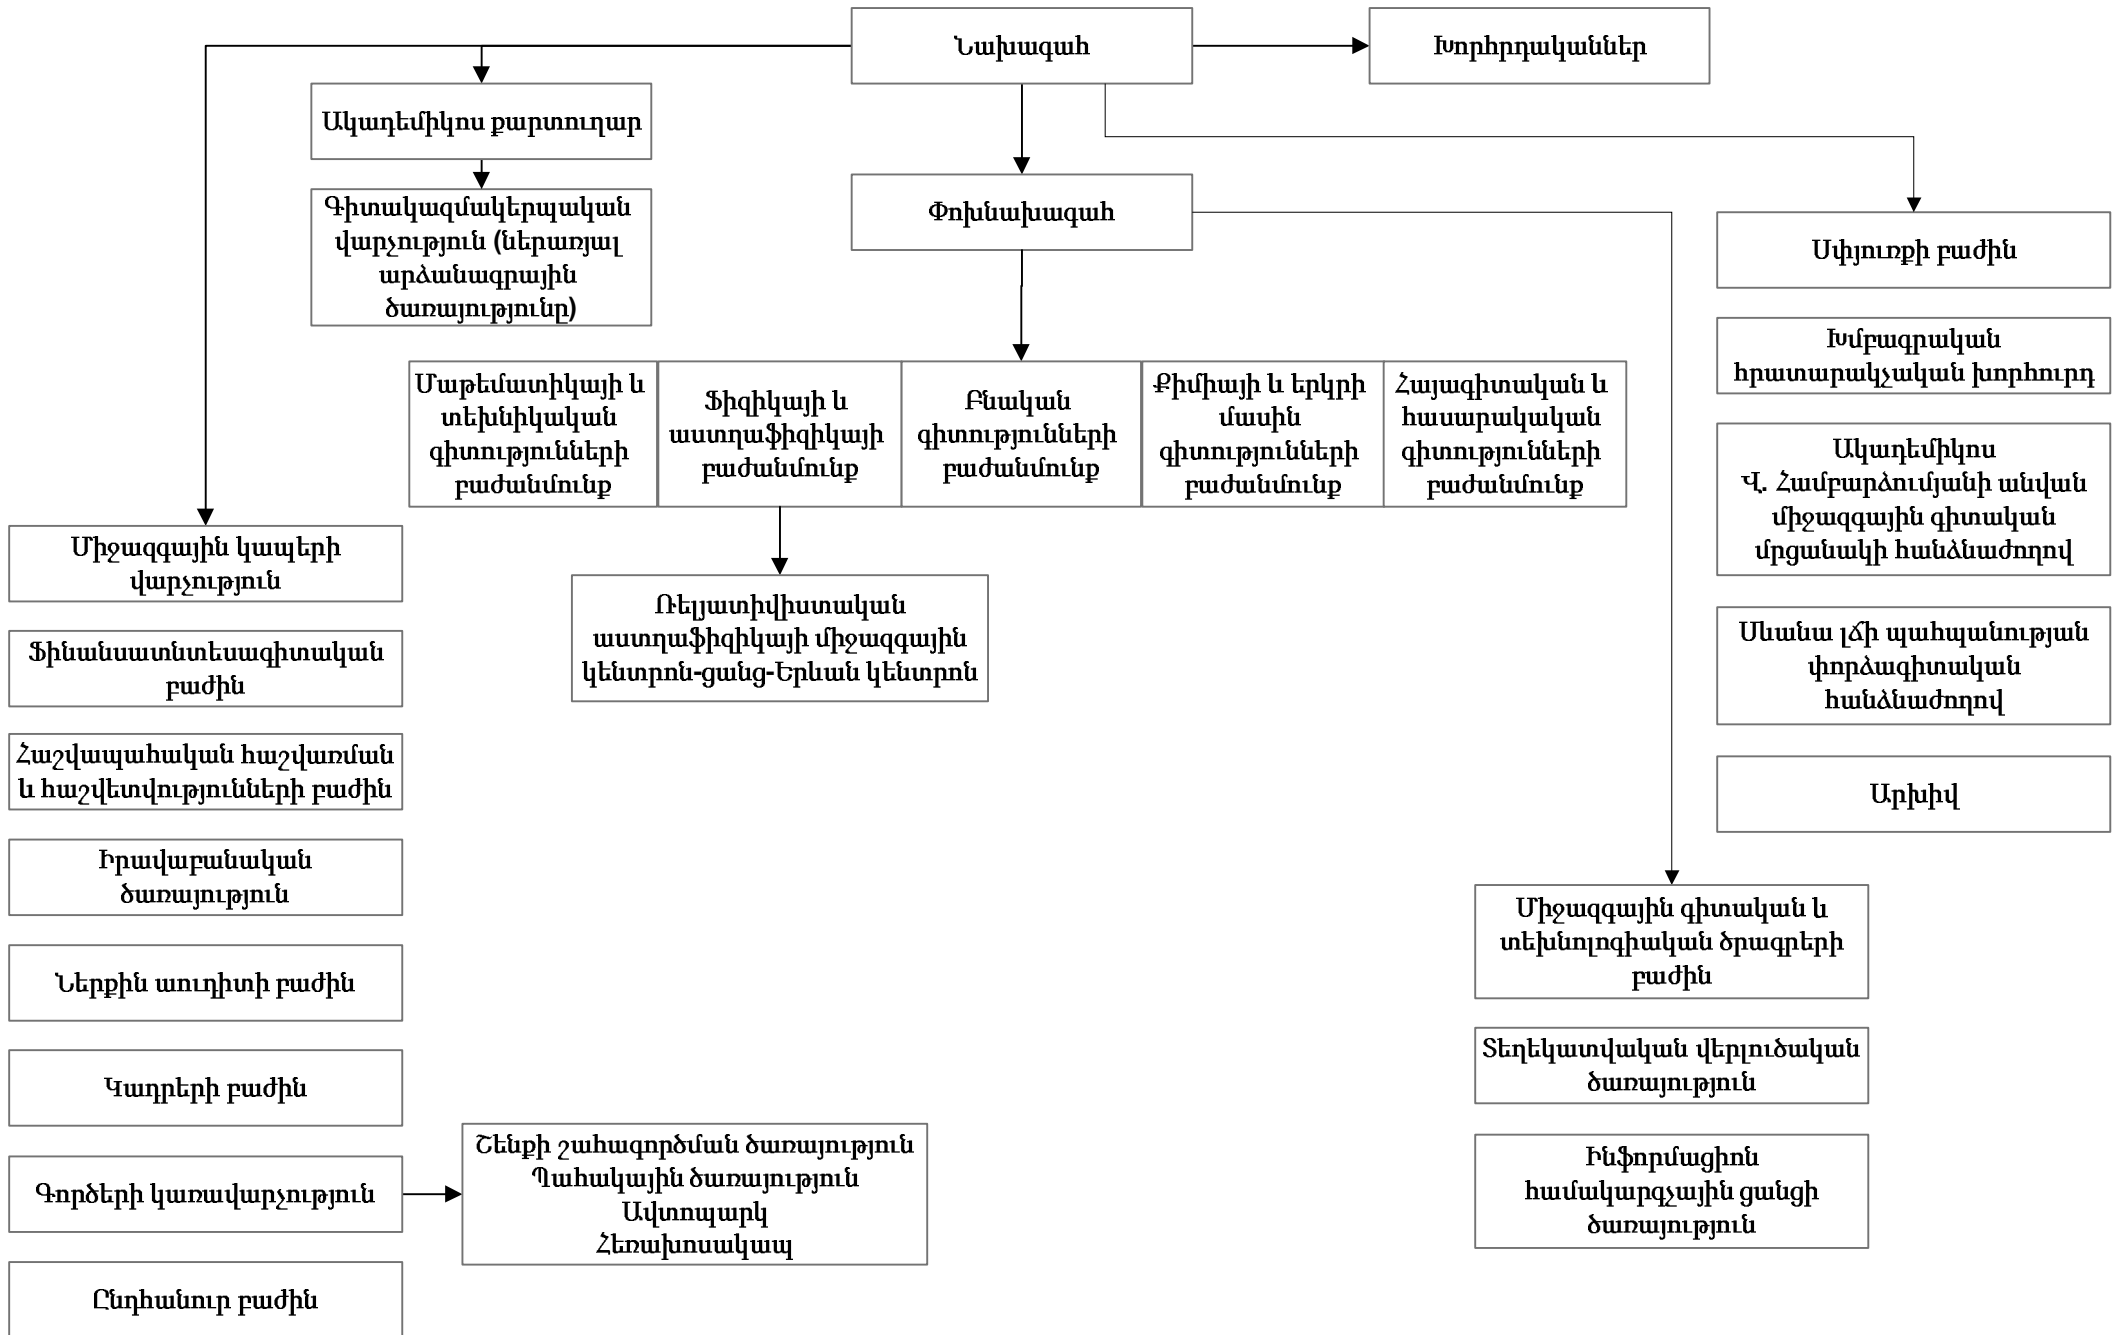 Նախագահ
Խորհրդականներ
Ակադեմիկոս քարտուղար
Գիտակազմակերպական
վարչություն (ներառյալ
արձանագրային
ծառայությունը)
Փոխնախագահ
Սփյուռքի բաժին
Խմբագրական
հրատարակչական խորհուրդ
Ակադեմիկոս
Վ. Համբարձումյանի անվան
միջազգային գիտական
մրցանակի հանձնաժողով
Սևանա լճի պահպանության
փորձագիտական
հանձնաժողով
Արխիվ
Մաթեմատիկայի և
տեխնիկական
գիտությունների
բաժանմունք
Ֆիզիկայի և
աստղաֆիզիկայի
բաժանմունք
Բնական
գիտությունների
բաժանմունք
Քիմիայի և երկրի
մասին
գիտությունների
բաժանմունք
Հայագիտական և
հասարակական
գիտությունների
բաժանմունք
Ռելյատիվիստական
աստղաֆիզիկայի միջազգային
կենտրոն-ցանց-Երևան կենտրոն
Միջազգային կապերի
վարչություն
Ֆինանսատնտեսագիտական
բաժին
Հաշվապահական հաշվառման
և հաշվետվությունների բաժին
Իրավաբանական
ծառայություն
Ներքին աուդիտի բաժին
Կադրերի բաժին
Գործերի կառավարչություն
Շենքի շահագործման ծառայություն
Պահակային ծառայություն
Ավտոպարկ
Հեռախոսակապ
Ընդհանուր բաժին
Միջազգային գիտական և
տեխնոլոգիական ծրագրերի
բաժին
Տեղեկատվական վերլուծական
ծառայություն
Ինֆորմացիոն
համակարգչային ցանցի
ծառայություն